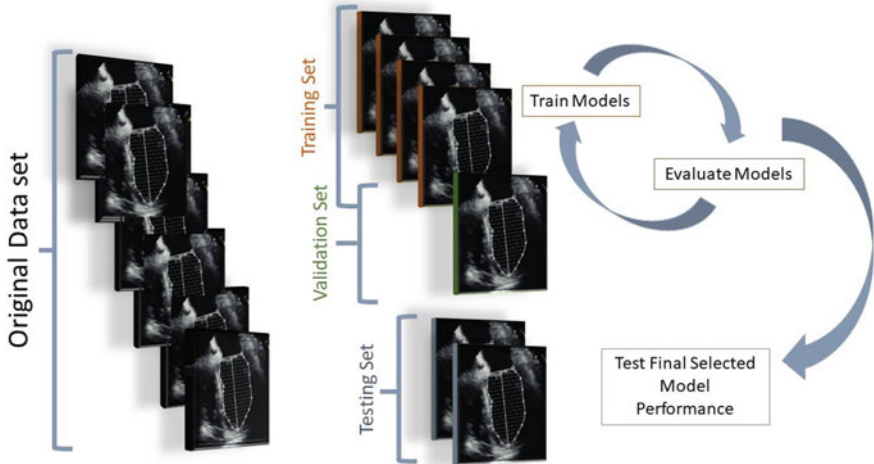 Original Data set
Training Set
Validation Set
Testing Set
Train Models
Evaluate Models
Test Final Selected
Model
Performance